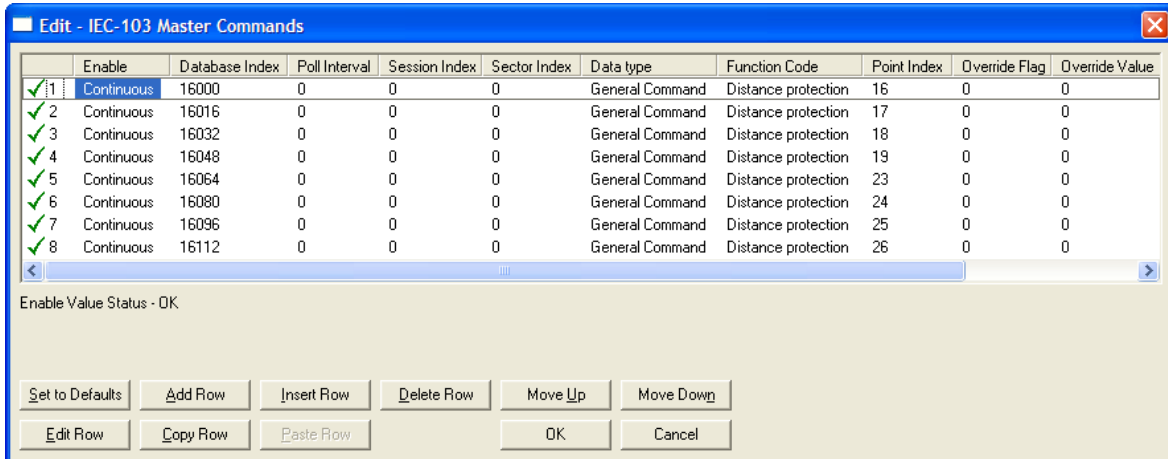 Edit - IEC-103 Master Commands
Enable Database Index Poll Interval Session Index Sector Index Data type Function Code Point Index Override Flag Override Value
1 Continuous 16000 0 0 0 General Command Distance protection 16 0 0
2 Continuous 16016 0 0 0 General Command Distance protection 17 0 0
3 Continuous 16032 0 0 0 General Command Distance protection 18 0 0
4 Continuous 16048 0 0 0 General Command Distance protection 19 0 0
5 Continuous 16064 0 0 0 General Command Distance protection 23 0 0
6 Continuous 16080 0 0 0 General Command Distance protection 24 0 0
7 Continuous 16096 0 0 0 General Command Distance protection 25 0 0
8 Continuous 16112 0 0 0 General Command Distance protection 26 0 0
Enable Value Status - OK
Set to Defaults Add Row Insert Row Delete Row Move Up Move Down
Edit Row Copy Row Paste Row OK Cancel